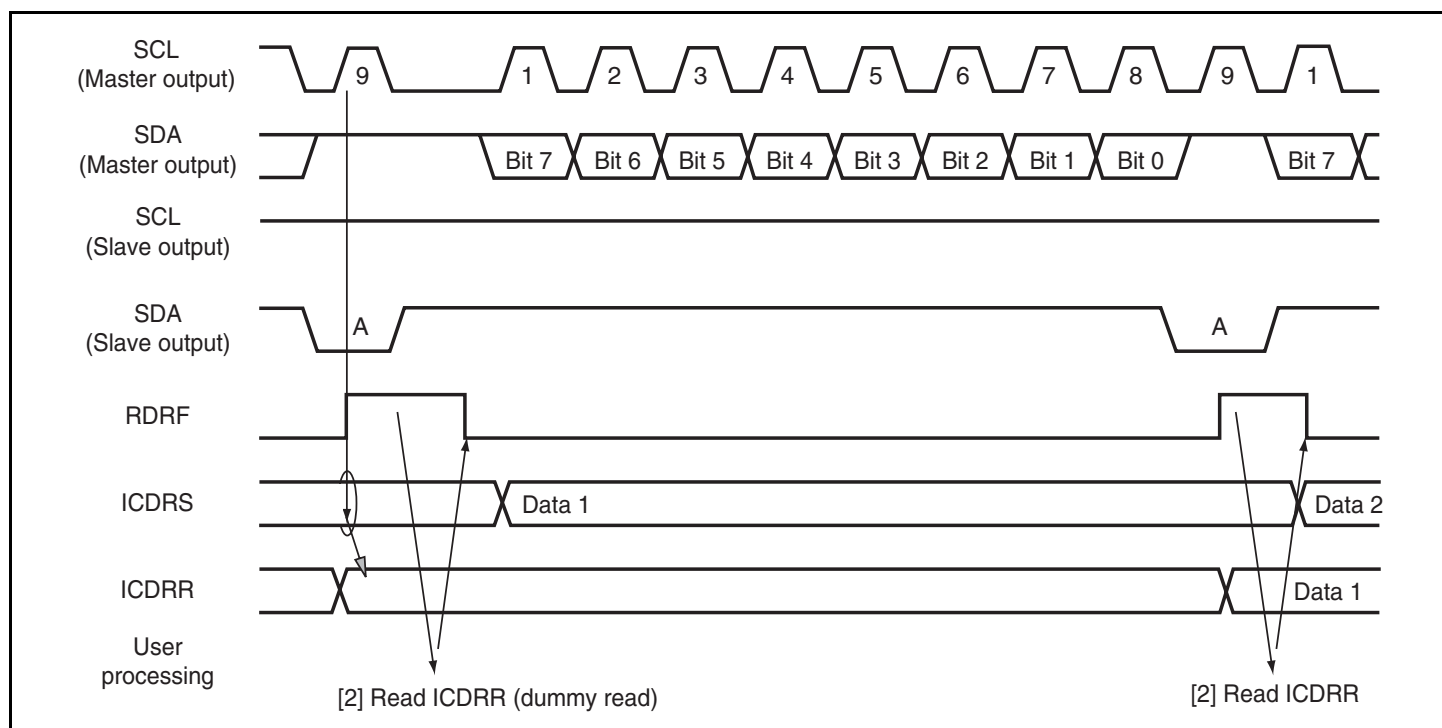 SCL
(Master output)
9
1
2
3
4
5
6
7
8
9
1
SDA
(Master output)
Bit 7
Bit 6
Bit 5
Bit 4
Bit 3
Bit 2
Bit 1
Bit 0
Bit 7
SCL
(Slave output)
SDA
(Slave output)
A
A
RDRF
ICDRS
Data 1
Data 2
ICDRR
Data 1
User
processing
[2] Read ICDRR (dummy read)
[2] Read ICDRR